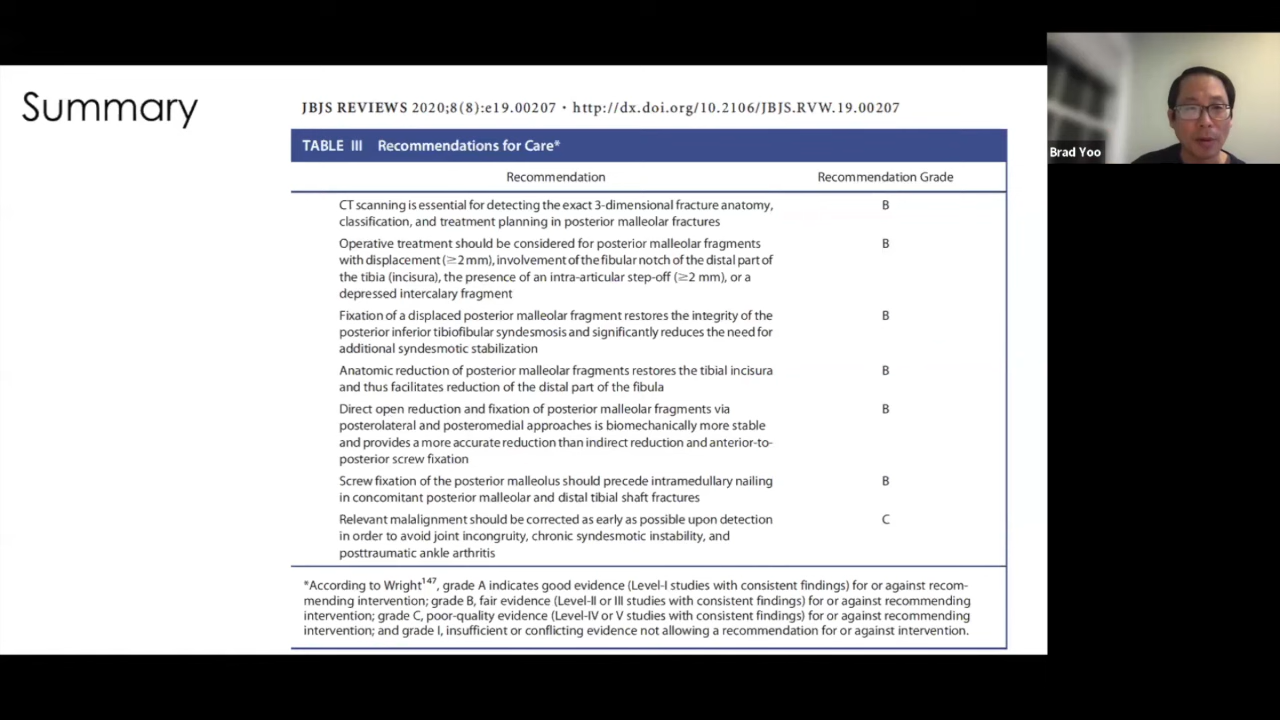 Summary
JBJS REVIEWS 2020;8(8):e19.00207 • http://dx.doi.org/10.2106/JBJS.RVW.19.00207
TABLE III Recommendations for Care*
Recommendation Recommendation Grade
CT scanning is essential for detecting the exact 3-dimensional fracture anatomy, B
classification, and treatment planning in posterior malleolar fractures
Operative treatment should be considered for posterior malleolar fragments B
with displacement (≥2 mm), involvement of the fibular notch of the distal part of
the tibia (incisura), the presence of an intra-articular step-off (≥2 mm), or a
depressed intercalary fragment
Fixation of a displaced posterior malleolar fragment restores the integrity of the B
posterior inferior tibiofibular syndesmosis and significantly reduces the need for
additional syndesmotic stabilization
Anatomic reduction of posterior malleolar fragments restores the tibial incisura B
and thus facilitates reduction of the distal part of the fibula
Direct open reduction and fixation of posterior malleolar fragments via B
posterolateral and posteromedial approaches is biomechanically more stable
and provides a more accurate reduction than indirect reduction and anterior-to-
posterior screw fixation
Screw fixation of the posterior malleolus should precede intramedullary nailing B
in concomitant posterior malleolar and distal tibial shaft fractures
Relevant malalignment should be corrected as early as possible upon detection C
in order to avoid joint incongruity, chronic syndesmotic instability, and
posttraumatic ankle arthritis
*According to Wright147, grade A indicates good evidence (Level-I studies with consistent findings) for or against recom-
mending intervention; grade B, fair evidence (Level-II or III studies with consistent findings) for or against recommending
intervention; grade C, poor-quality evidence (Level-IV or V studies with consistent findings) for or against recommending
intervention; and grade I, insufficient or conflicting evidence not allowing a recommendation for or against intervention.
Brad Yoo